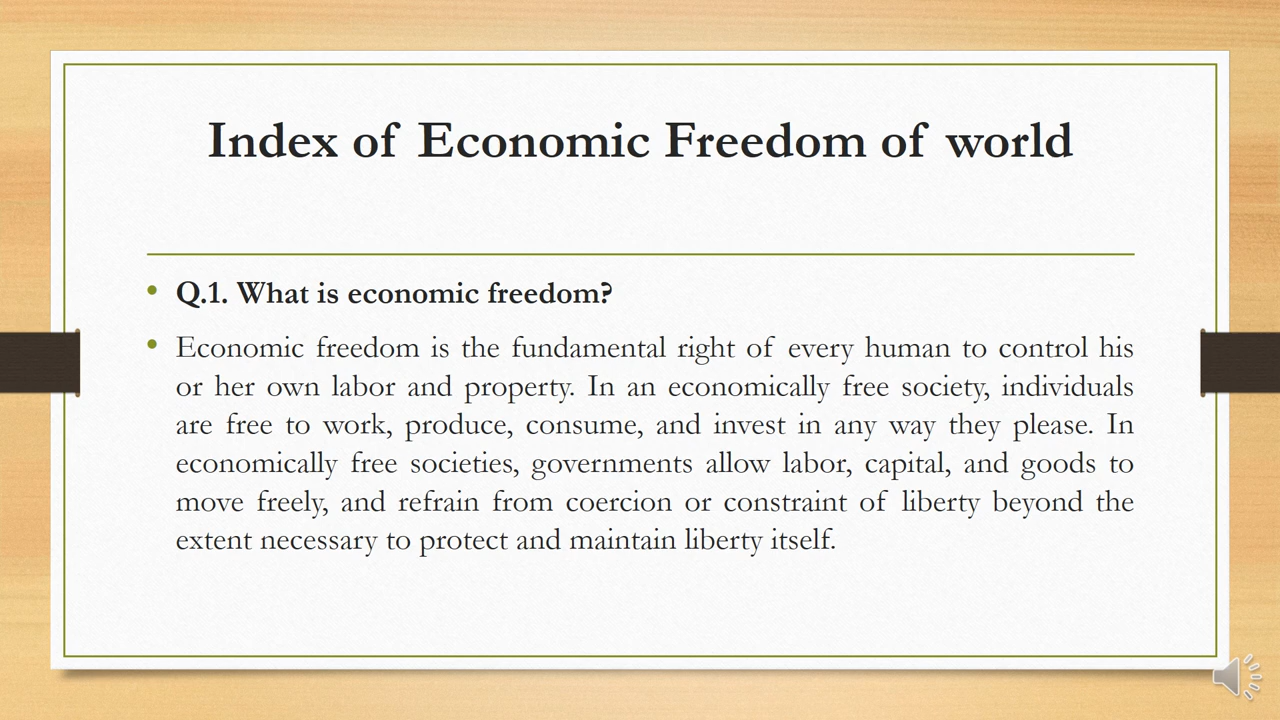 Index of Economic Freedom of world
• Q.1. What is economic freedom?
• Economic freedom is the fundamental right of every human to control his
or her own labor and property. In an economically free society, individuals
are free to work, produce, consume, and invest in any way they please. In
economically free societies, governments allow labor, capital, and goods to
move freely, and refrain from coercion or constraint of liberty beyond the
extent necessary to protect and maintain liberty itself.